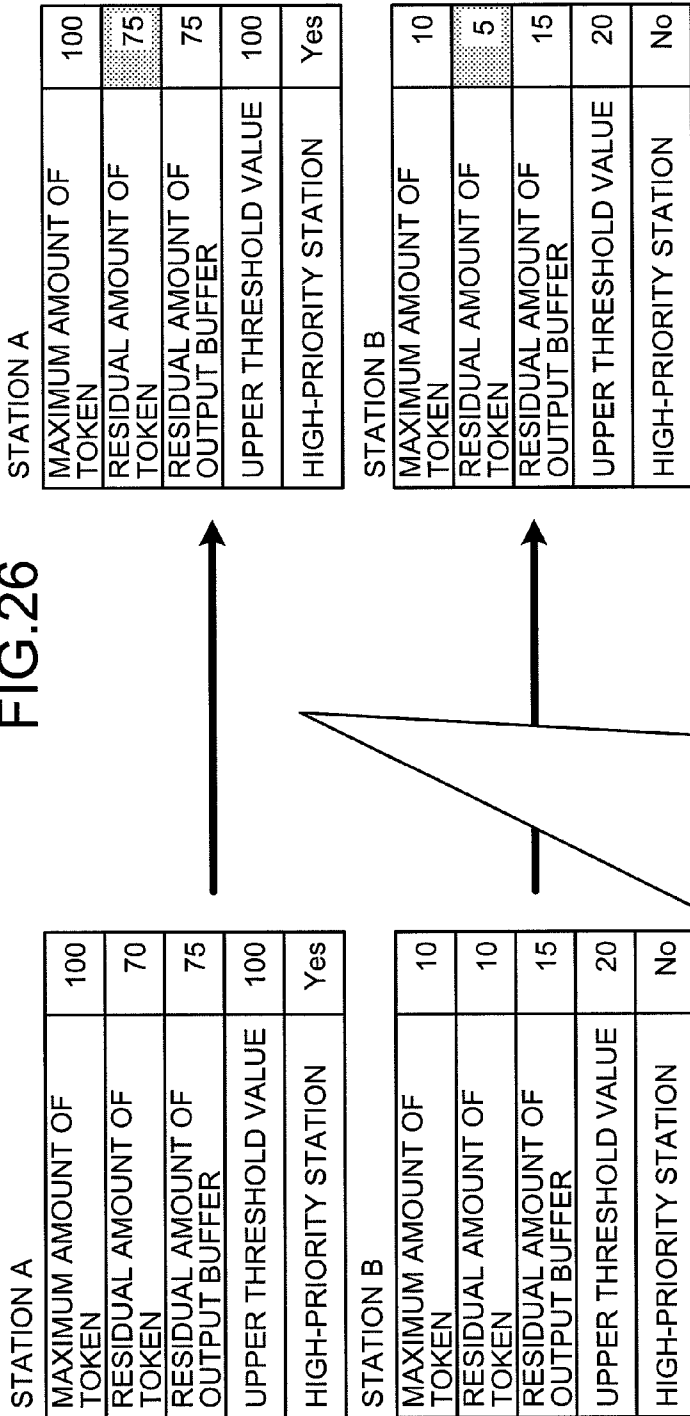 FIG.26
STATION A
MAXIMUM AMOUNT OF
TOKEN
100
RESIDUAL AMOUNT OF
TOKEN
70
RESIDUAL AMOUNT OF
OUTPUT BUFFER
75
UPPER THRESHOLD VALUE
100
HIGH-PRIORITY STATION
Yes
STATION B
MAXIMUM AMOUNT OF
TOKEN
10
RESIDUAL AMOUNT OF
TOKEN
10
RESIDUAL AMOUNT OF
OUTPUT BUFFER
15
UPPER THRESHOLD VALUE
20
HIGH-PRIORITY STATION
No
STATION A
MAXIMUM AMOUNT OF
TOKEN
100
RESIDUAL AMOUNT OF
TOKEN
75
RESIDUAL AMOUNT OF
OUTPUT BUFFER
75
UPPER THRESHOLD VALUE
100
HIGH-PRIORITY STATION
Yes
STATION B
MAXIMUM AMOUNT OF
TOKEN
10
RESIDUAL AMOUNT OF
TOKEN
5
RESIDUAL AMOUNT OF
OUTPUT BUFFER
15
UPPER THRESHOLD VALUE
20
HIGH-PRIORITY STATION
No